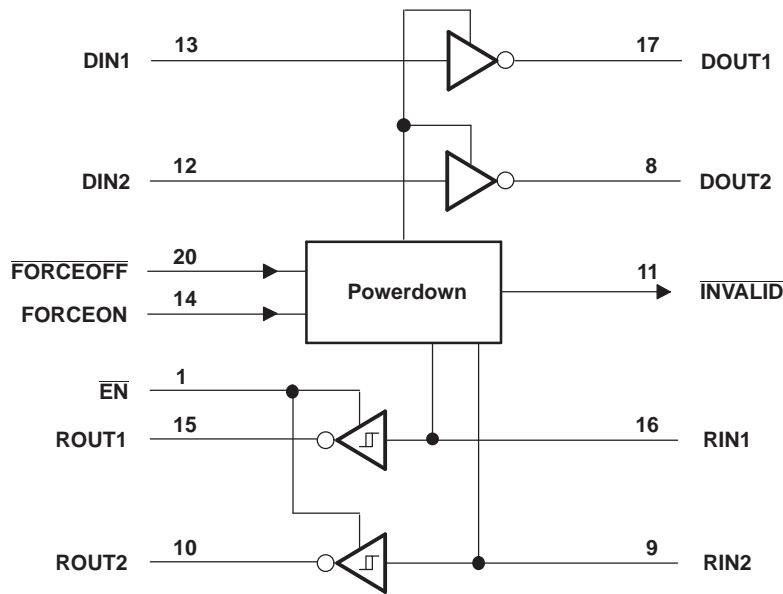 DIN1 13 17 DOUT1
DIN2 12 8 DOUT2
FORCEOFF 20 11 INVALID
Powerdown
FORCEON 14
EN 1
ROUT1 15 16 RIN1
ROUT2 10 9 RIN2